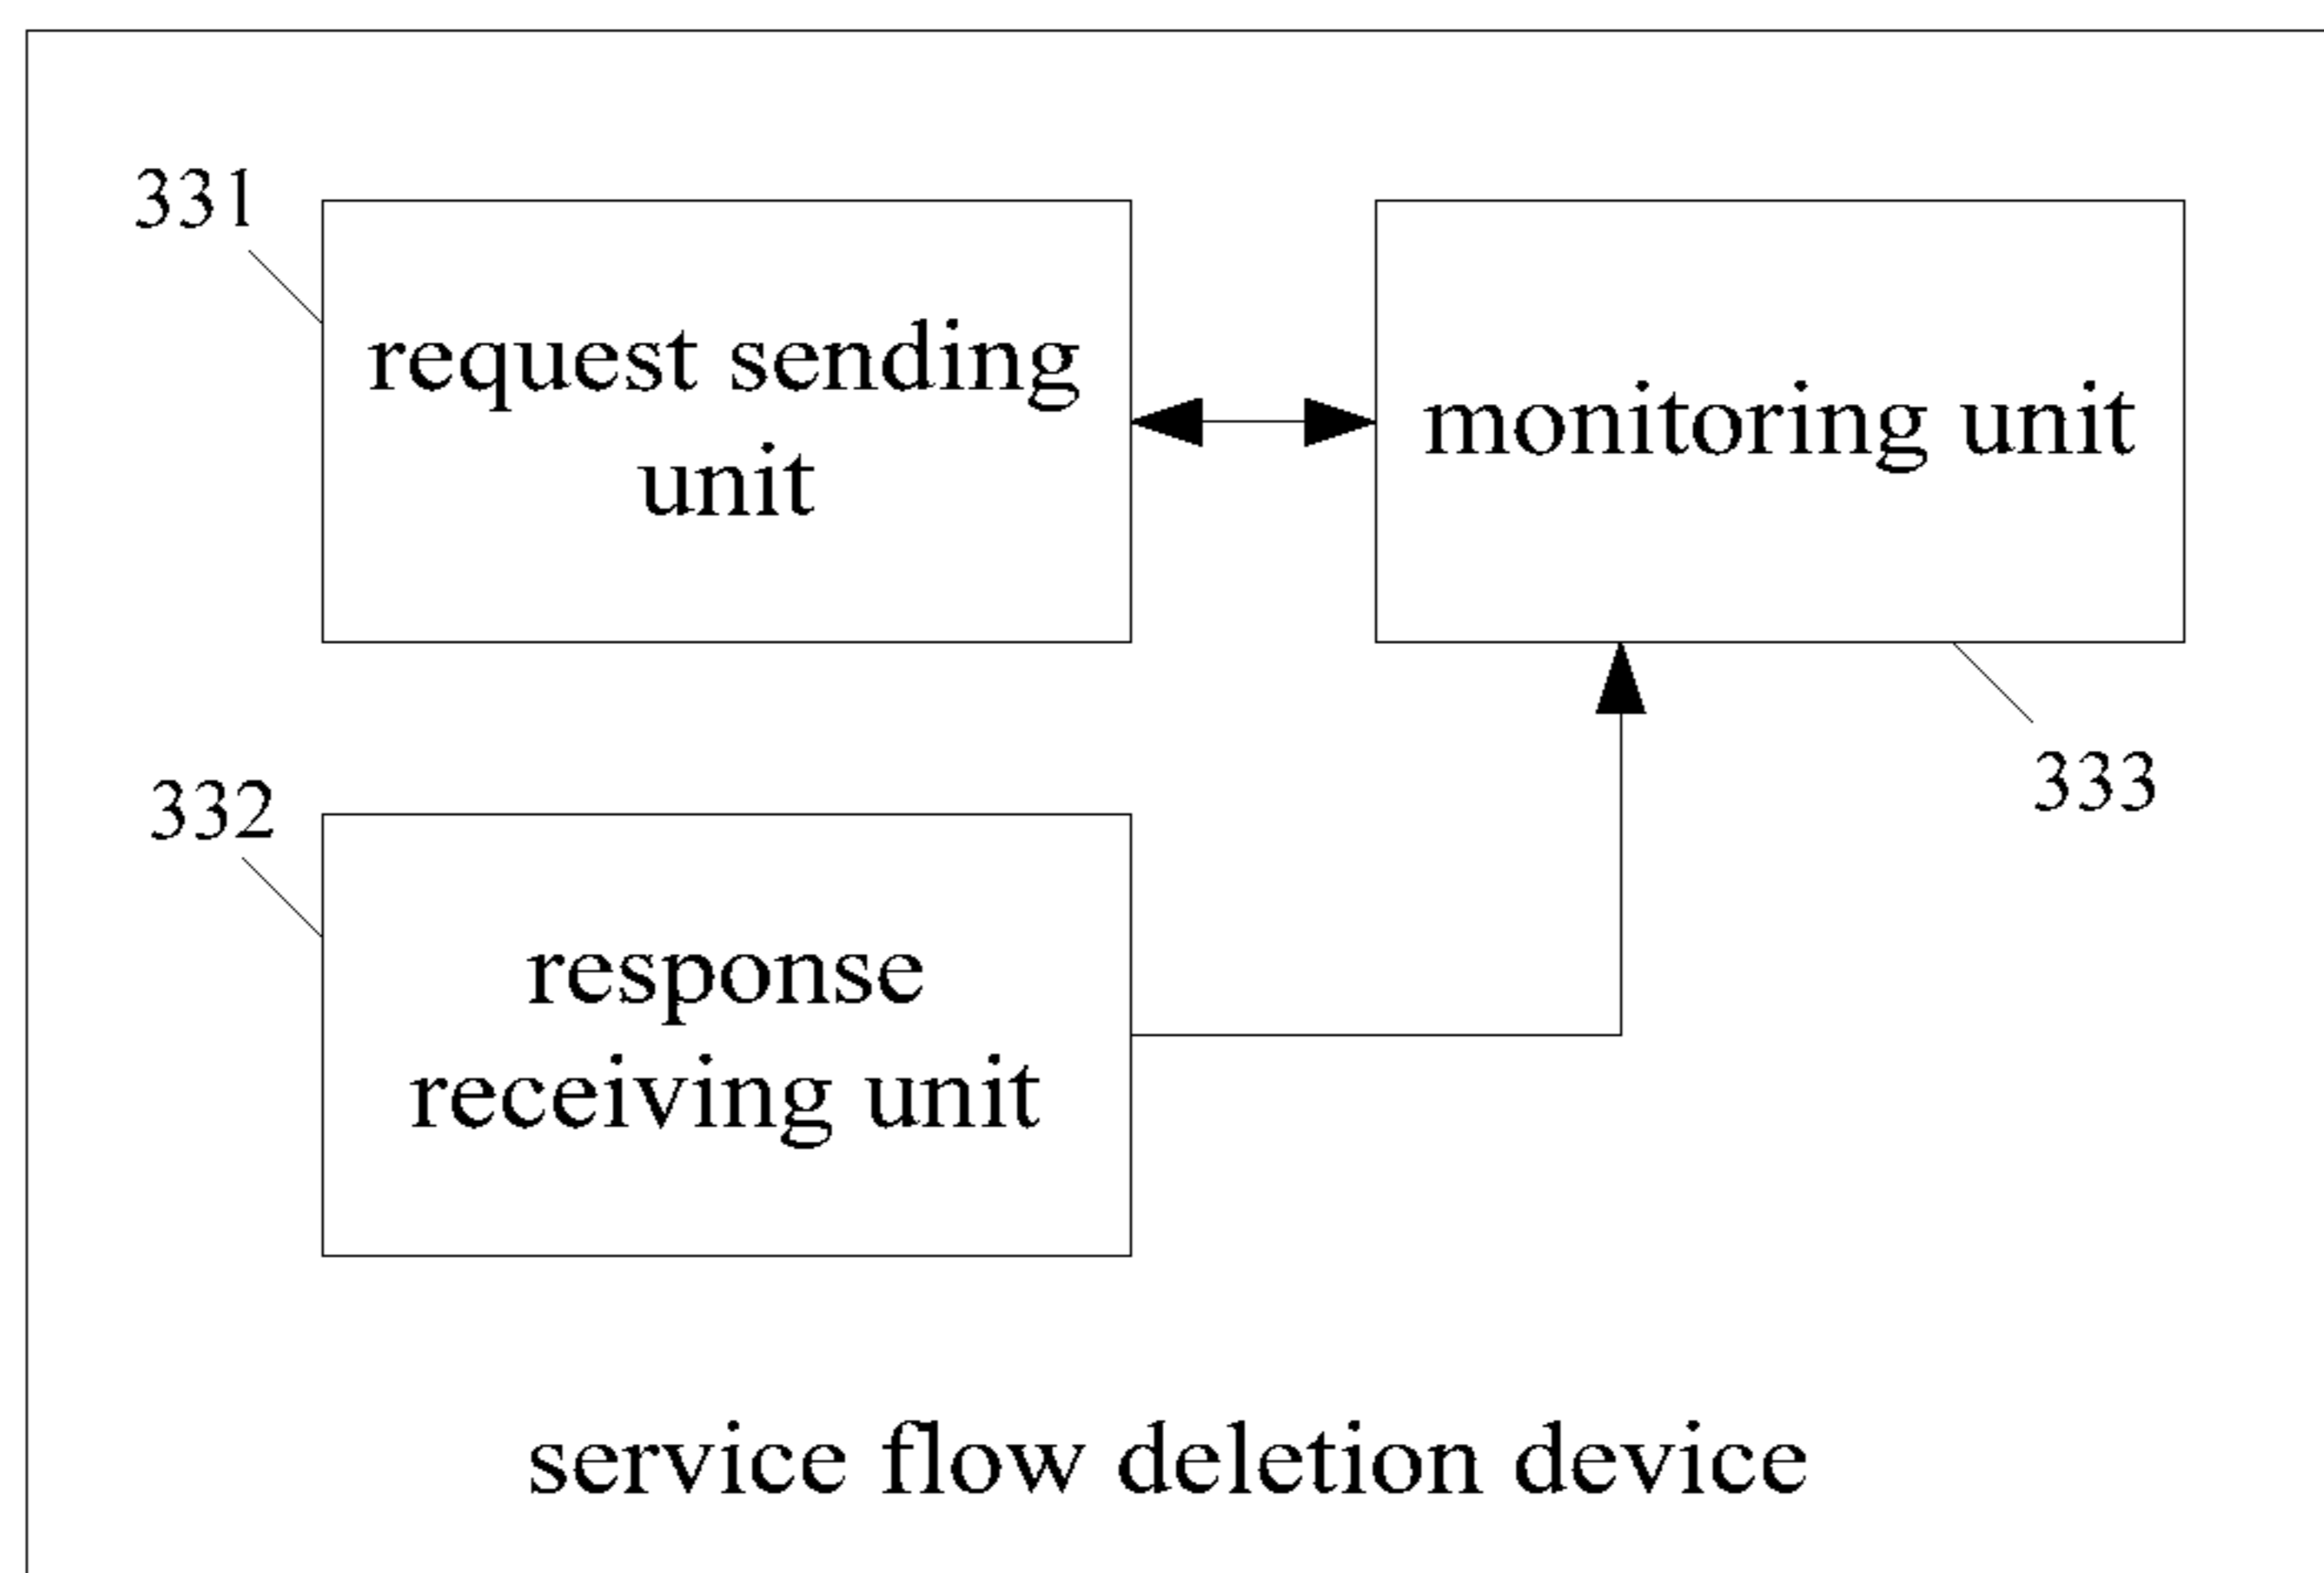 331
request sending
unit
monitoring unit
333
332
response
receiving unit
service flow deletion device